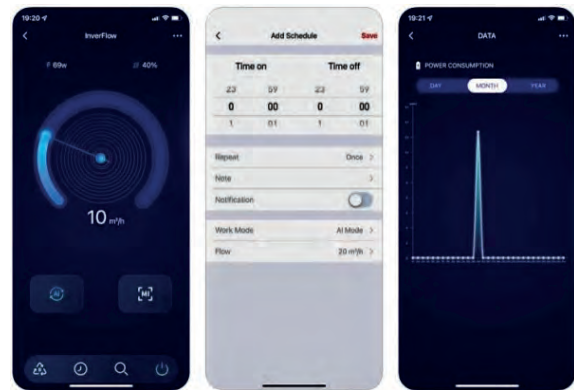 19:20
InverFlow
P 69w
40%
10 m³/h
AI
MI
Add Schedule
Save
Time on
Time off
23 59 23 59
0 00 0 00
1 01 1 01
Repeat Once
Note
Notification
Work Mode AI Mode
Flow 20 m³/h
19:21
DATA
POWER CONSUMPTION
DAY MONTH YEAR